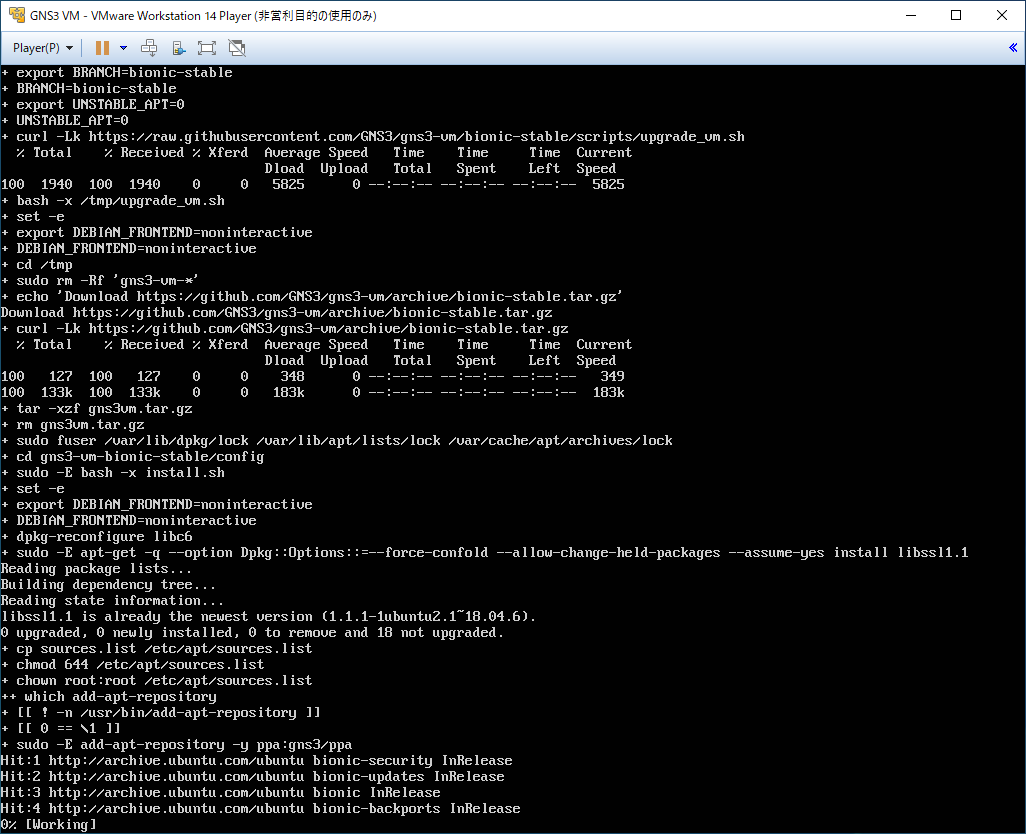 GNS3 VM - VMware Workstation 14 Player (非営利目的の使用のみ)
Player(P)
+ export BRANCH=bionic-stable
+ BRANCH=bionic-stable
+ export UNSTABLE_APT=0
+ UNSTABLE_APT=0
+ curl -Lk https://raw.githubusercontent.com/GNS3/gns3-vm/bionic-stable/scripts/upgrade_vm.sh
  % Total    % Received % Xferd  Average Speed   Time    Time     Time  Current
                                 Dload  Upload   Total   Spent    Left  Speed
100  1940  100  1940    0     0   5825      0 --:--:-- --:--:-- --:--:--  5825
+ bash -x /tmp/upgrade_vm.sh
+ set -e
+ export DEBIAN_FRONTEND=noninteractive
+ DEBIAN_FRONTEND=noninteractive
+ cd /tmp
+ sudo rm -Rf 'gns3-vm-*'
+ echo 'Download https://github.com/GNS3/gns3-vm/archive/bionic-stable.tar.gz'
Download https://github.com/GNS3/gns3-vm/archive/bionic-stable.tar.gz
+ curl -Lk https://github.com/GNS3/gns3-vm/archive/bionic-stable.tar.gz
  % Total    % Received % Xferd  Average Speed   Time    Time     Time  Current
                                 Dload  Upload   Total   Spent    Left  Speed
100   127  100   127    0     0    348      0 --:--:-- --:--:-- --:--:--   349
100  133k  100  133k    0     0   183k      0 --:--:-- --:--:-- --:--:--  183k
+ tar -xzf gns3vm.tar.gz
+ rm gns3vm.tar.gz
+ sudo fuser /var/lib/dpkg/lock /var/lib/apt/lists/lock /var/cache/apt/archives/lock
+ cd gns3-vm-bionic-stable/config
+ sudo -E bash -x install.sh
+ set -e
+ export DEBIAN_FRONTEND=noninteractive
+ DEBIAN_FRONTEND=noninteractive
+ dpkg-reconfigure libc6
+ sudo -E apt-get -q --option Dpkg::Options::=--force-confold --allow-change-held-packages --assume-yes install libssl1.1
Reading package lists...
Building dependency tree...
Reading state information...
libssl1.1 is already the newest version (1.1.1-1ubuntu2.1~18.04.6).
0 upgraded, 0 newly installed, 0 to remove and 18 not upgraded.
+ cp sources.list /etc/apt/sources.list
+ chmod 644 /etc/apt/sources.list
+ chown root:root /etc/apt/sources.list
++ which add-apt-repository
+ [[ ! -n /usr/bin/add-apt-repository ]]
+ [[ 0 == \1 ]]
+ sudo -E add-apt-repository -y ppa:gns3/ppa
Hit:1 http://archive.ubuntu.com/ubuntu bionic-security InRelease
Hit:2 http://archive.ubuntu.com/ubuntu bionic-updates InRelease
Hit:3 http://archive.ubuntu.com/ubuntu bionic InRelease
Hit:4 http://archive.ubuntu.com/ubuntu bionic-backports InRelease
0% [Working]